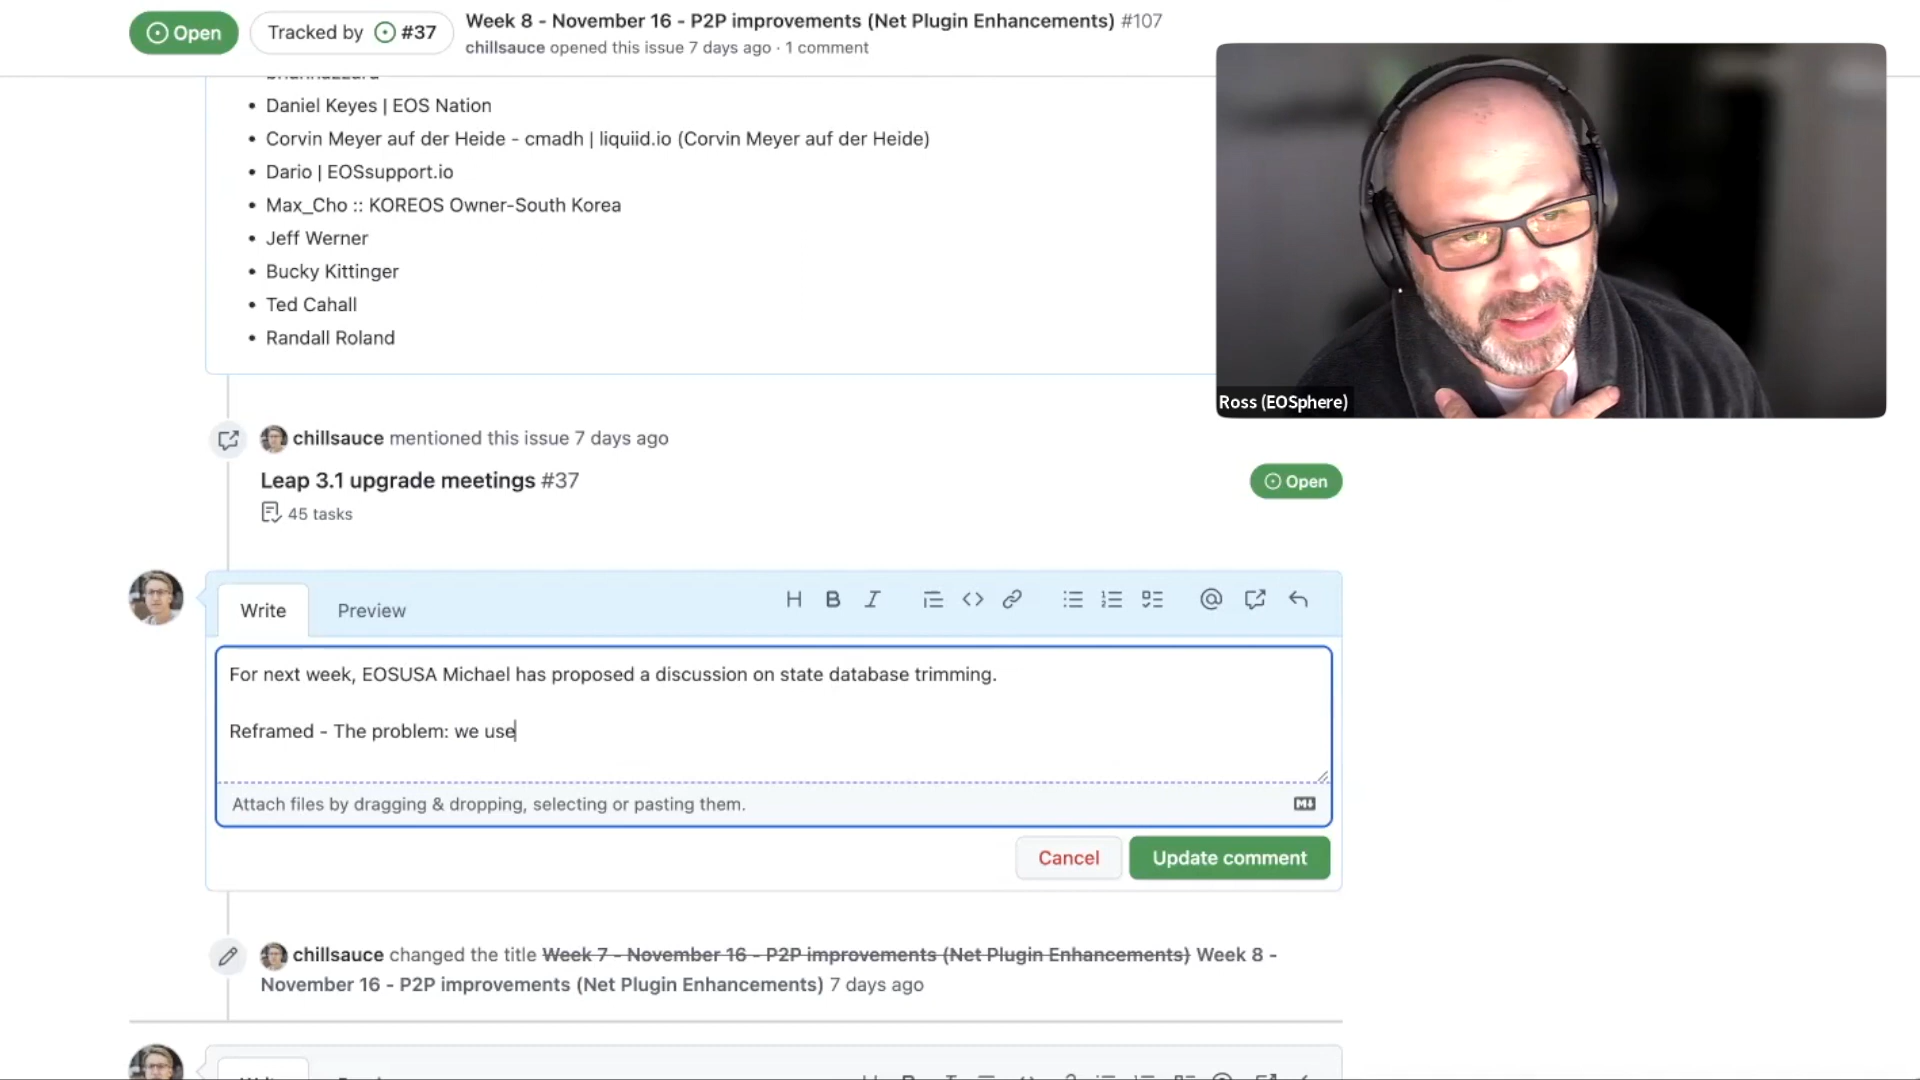 Open
Tracked by #37
Week 8 - November 16 - P2P improvements (Net Plugin Enhancements) #107
chillsauce opened this issue 7 days ago · 1 comment
• Daniel Keyes | EOS Nation
• Corvin Meyer auf der Heide - cmadh | liquiid.io (Corvin Meyer auf der Heide)
• Dario | EOSsupport.io
• Max_Cho :: KOREOS Owner-South Korea
• Jeff Werner
• Bucky Kittinger
• Ted Cahall
• Randall Roland
Ross (EOSphere)
chillsauce mentioned this issue 7 days ago
Leap 3.1 upgrade meetings #37
Open
45 tasks
Write
Preview
For next week, EOSUSA Michael has proposed a discussion on state database trimming.
Reframed - The problem: we use
Attach files by dragging & dropping, selecting or pasting them.
Cancel
Update comment
chillsauce changed the title Week 7 - November 16 - P2P improvements (Net Plugin Enhancements) Week 8 -
November 16 - P2P improvements (Net Plugin Enhancements) 7 days ago